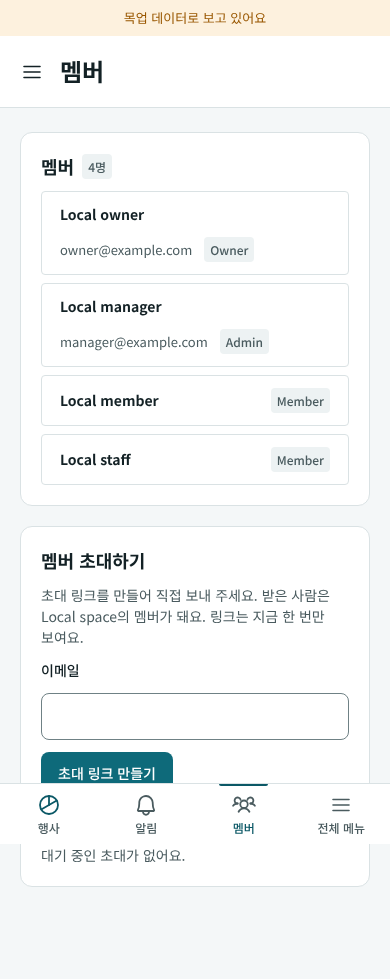 목업 데이터로 보고 있어요
멤버
멤버 4명
Local owner
owner@example.com Owner
Local manager
manager@example.com Admin
Local member Member
Local staff Member
멤버 초대하기
초대 링크를 만들어 직접 보내 주세요. 받은 사람은
Local space의 멤버가 돼요. 링크는 지금 한 번만
보여요.
이메일
초대 링크 만들기
행사 알림 멤버 전체 메뉴
대기 중인 초대가 없어요.